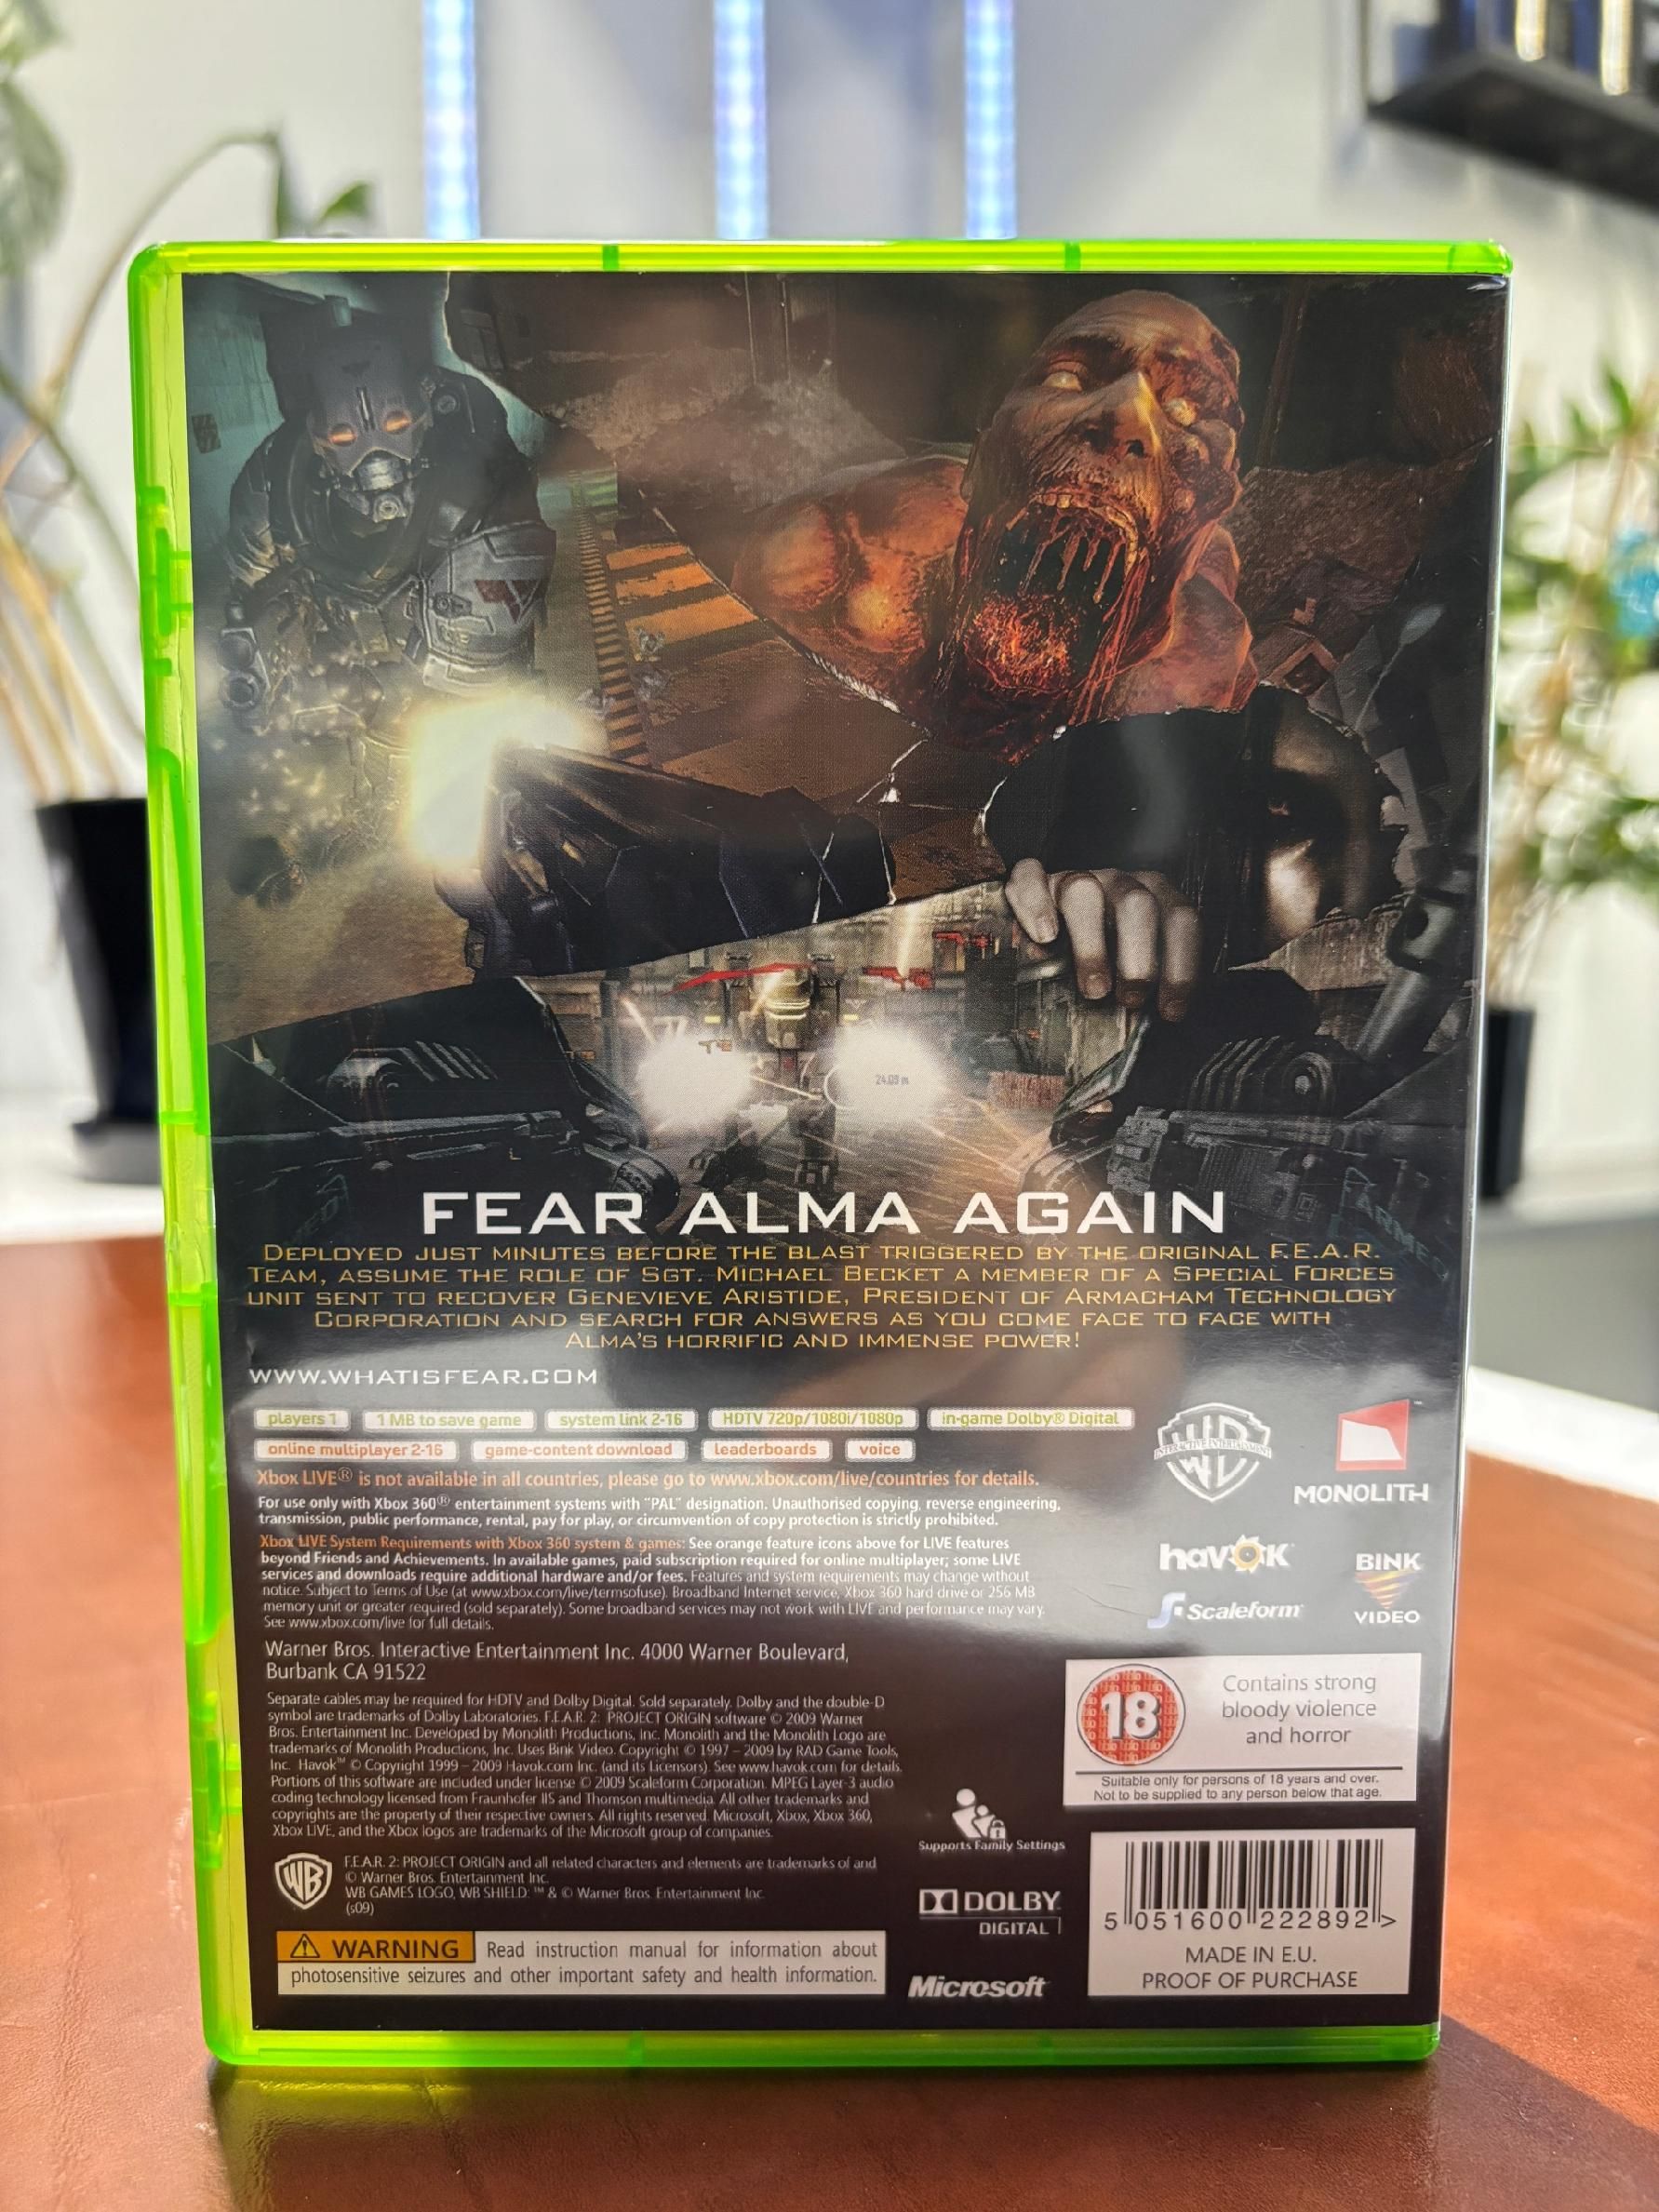 24.09 m
FEAR ALMA AGAIN
DEPLOYED JUST MINUTES BEFORE THE BLAST TRIGGERED BY THE ORIGINAL F.E.A.R.
TEAM, ASSUME THE ROLE OF SGT. MICHAEL BECKET A MEMBER OF A SPECIAL FORCES
UNIT SENT TO RECOVER GENEVIEVE ARISTIDE, PRESIDENT OF ARMACHAM TECHNOLOGY
CORPORATION AND SEARCH FOR ANSWERS AS YOU COME FACE TO FACE WITH
ALMA'S HORRIFIC AND IMMENSE POWER!
WWW.WHATISFEAR.COM
players 1 1 MB to save game system link 2-16 HDTV 720p/1080i/1080p in-game Dolby® Digital
online multiplayer 2-16 game-content download leaderboards voice
Xbox LIVE® is not available in all countries, please go to www.xbox.com/live/countries for details.
For use only with Xbox 360® entertainment systems with "PAL" designation. Unauthorised copying, reverse engineering,
transmission, public performance, rental, pay for play, or circumvention of copy protection is strictly prohibited.
Xbox LIVE System Requirements with Xbox 360 system & games: See orange feature icons above for LIVE features
beyond Friends and Achievements. In available games, paid subscription required for online multiplayer; some LIVE
services and downloads require additional hardware and/or fees. Features and system requirements may change without
notice. Subject to Terms of Use (at www.xbox.com/live/termsofuse). Broadband Internet service, Xbox 360 hard drive or 256 MB
memory unit or greater required (sold separately). Some broadband services may not work with LIVE and performance may vary.
See www.xbox.com/live for full details.
WB
INTERACTIVE ENTERTAINMENT
MONOLITH
havok
BINK
VIDEO
Scaleform
Warner Bros. Interactive Entertainment Inc. 4000 Warner Boulevard,
Burbank CA 91522
Separate cables may be required for HDTV and Dolby Digital. Sold separately. Dolby and the double-D
symbol are trademarks of Dolby Laboratories. F.E.A.R. 2: PROJECT ORIGIN software © 2009 Warner
Bros. Entertainment Inc. Developed by Monolith Productions, Inc. Monolith and the Monolith Logo are
trademarks of Monolith Productions, Inc. Uses Bink Video. Copyright © 1997 – 2009 by RAD Game Tools,
Inc. Havok™ © Copyright 1999 – 2009 Havok.com Inc. (and its Licensors). See www.havok.com for details.
Portions of this software are included under license © 2009 Scaleform Corporation. MPEG Layer-3 audio
coding technology licensed from Fraunhofer IIS and Thomson multimedia. All other trademarks and
copyrights are the property of their respective owners. All rights reserved. Microsoft, Xbox, Xbox 360,
Xbox LIVE, and the Xbox logos are trademarks of the Microsoft group of companies.
WB
F.E.A.R. 2: PROJECT ORIGIN and all related characters and elements are trademarks of and
© Warner Bros. Entertainment Inc.
WB GAMES LOGO, WB SHIELD: ™ & © Warner Bros. Entertainment Inc.
(s09)
WARNING Read instruction manual for information about
photosensitive seizures and other important safety and health information.
Supports Family Settings
DOLBY
DIGITAL
Microsoft
18
Contains strong
bloody violence
and horror
Suitable only for persons of 18 years and over.
Not to be supplied to any person below that age.
5 051600 222892 >
MADE IN E.U.
PROOF OF PURCHASE